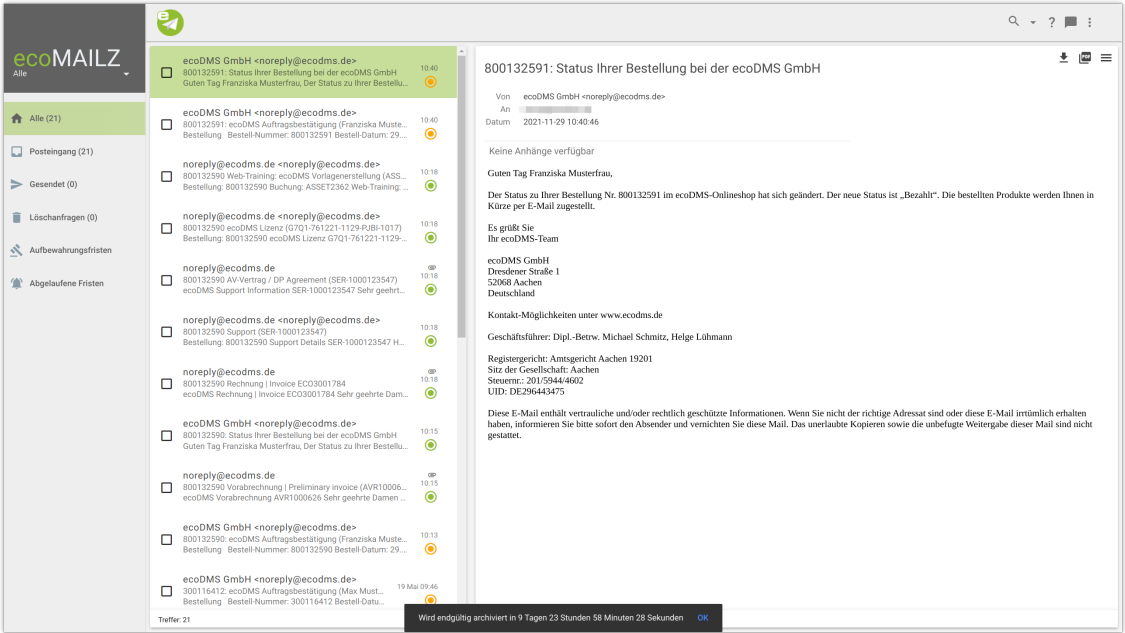 ecoMAILZ
Alle
Alle (21)
Posteingang (21)
Gesendet (0)
Löschanfragen (0)
Aufbewahrungsfristen
Abgelaufene Fristen
e
?
ecoDMS GmbH <noreply@ecodms.de>
800132591: Status Ihrer Bestellung bei der ecoDMS GmbH 10:40
Guten Tag Franziska Musterfrau, Der Status zu Ihrer Bestellu...
ecoDMS GmbH <noreply@ecodms.de>
800132591: ecoDMS Auftragsbestätigung (Franziska Muste... 10:40
Bestellung Bestell-Nummer: 800132591 Bestell-Datum: 29....
noreply@ecodms.de <noreply@ecodms.de>
800132590 Web-Training: ecoDMS Vorlagenerstellung (ASS... 10:18
Bestellung: 800132590 Buchung: ASSET2362 Web-Training: ...
noreply@ecodms.de <noreply@ecodms.de>
800132590 ecoDMS Lizenz (G7Q1-761221-1129-PJBI-1017) 10:18
Bestellung: 800132590 ecoDMS Lizenz G7Q1-761221-1129-...
noreply@ecodms.de
800132590 AV-Vertrag / DP Agreement (SER-1000123547) 10:18
ecoDMS Support Information SER-1000123547 Sehr geehrt...
noreply@ecodms.de <noreply@ecodms.de>
800132590 Support (SER-1000123547) 10:18
Bestellung: 800132590 Support Details SER-1000123547 H...
noreply@ecodms.de
800132590 Rechnung | Invoice ECO3001784 10:18
ecoDMS Rechnung | Invoice ECO3001784 Sehr geehrte Dam...
ecoDMS GmbH <noreply@ecodms.de>
800132590: Status Ihrer Bestellung bei der ecoDMS GmbH 10:15
Guten Tag Franziska Musterfrau, Der Status zu Ihrer Bestellu...
noreply@ecodms.de
800132590 Vorabrechnung | Preliminary invoice (AVR10006... 10:15
ecoDMS Vorabrechnung AVR1000626 Sehr geehrte Damen ...
ecoDMS GmbH <noreply@ecodms.de>
800132590: ecoDMS Auftragsbestätigung (Franziska Muste... 10:13
Bestellung Bestell-Nummer: 800132590 Bestell-Datum: 29....
ecoDMS GmbH <noreply@ecodms.de>
300116412: ecoDMS Auftragsbestätigung (Max Must... 19 Mai 09:46
Bestellung Bestell-Nummer: 300116412 Bestell-Datu...
Treffer: 21
PDF
800132591: Status Ihrer Bestellung bei der ecoDMS GmbH
Von ecoDMS GmbH <noreply@ecodms.de>
An
Datum 2021-11-29 10:40:46
Keine Anhänge verfügbar
Guten Tag Franziska Musterfrau,
Der Status zu Ihrer Bestellung Nr. 800132591 im ecoDMS-Onlineshop hat sich geändert. Der neue Status ist „Bezahlt“. Die bestellten Produkte werden Ihnen in
Kürze per E-Mail zugestellt.
Es grüßt Sie
Ihr ecoDMS-Team
ecoDMS GmbH
Dresdener Straße 1
52068 Aachen
Deutschland
Kontakt-Möglichkeiten unter www.ecodms.de
Geschäftsführer: Dipl.-Betrw. Michael Schmitz, Helge Lühmann
Registergericht: Amtsgericht Aachen 19201
Sitz der Gesellschaft: Aachen
Steuernr.: 201/5944/4602
UID: DE296443475
Diese E-Mail enthält vertrauliche und/oder rechtlich geschützte Informationen. Wenn Sie nicht der richtige Adressat sind oder diese E-Mail irrtümlich erhalten
haben, informieren Sie bitte sofort den Absender und vernichten Sie diese Mail. Das unerlaubte Kopieren sowie die unbefugte Weitergabe dieser Mail sind nicht
gestattet.
Wird endgültig archiviert in 9 Tagen 23 Stunden 58 Minuten 28 Sekunden OK